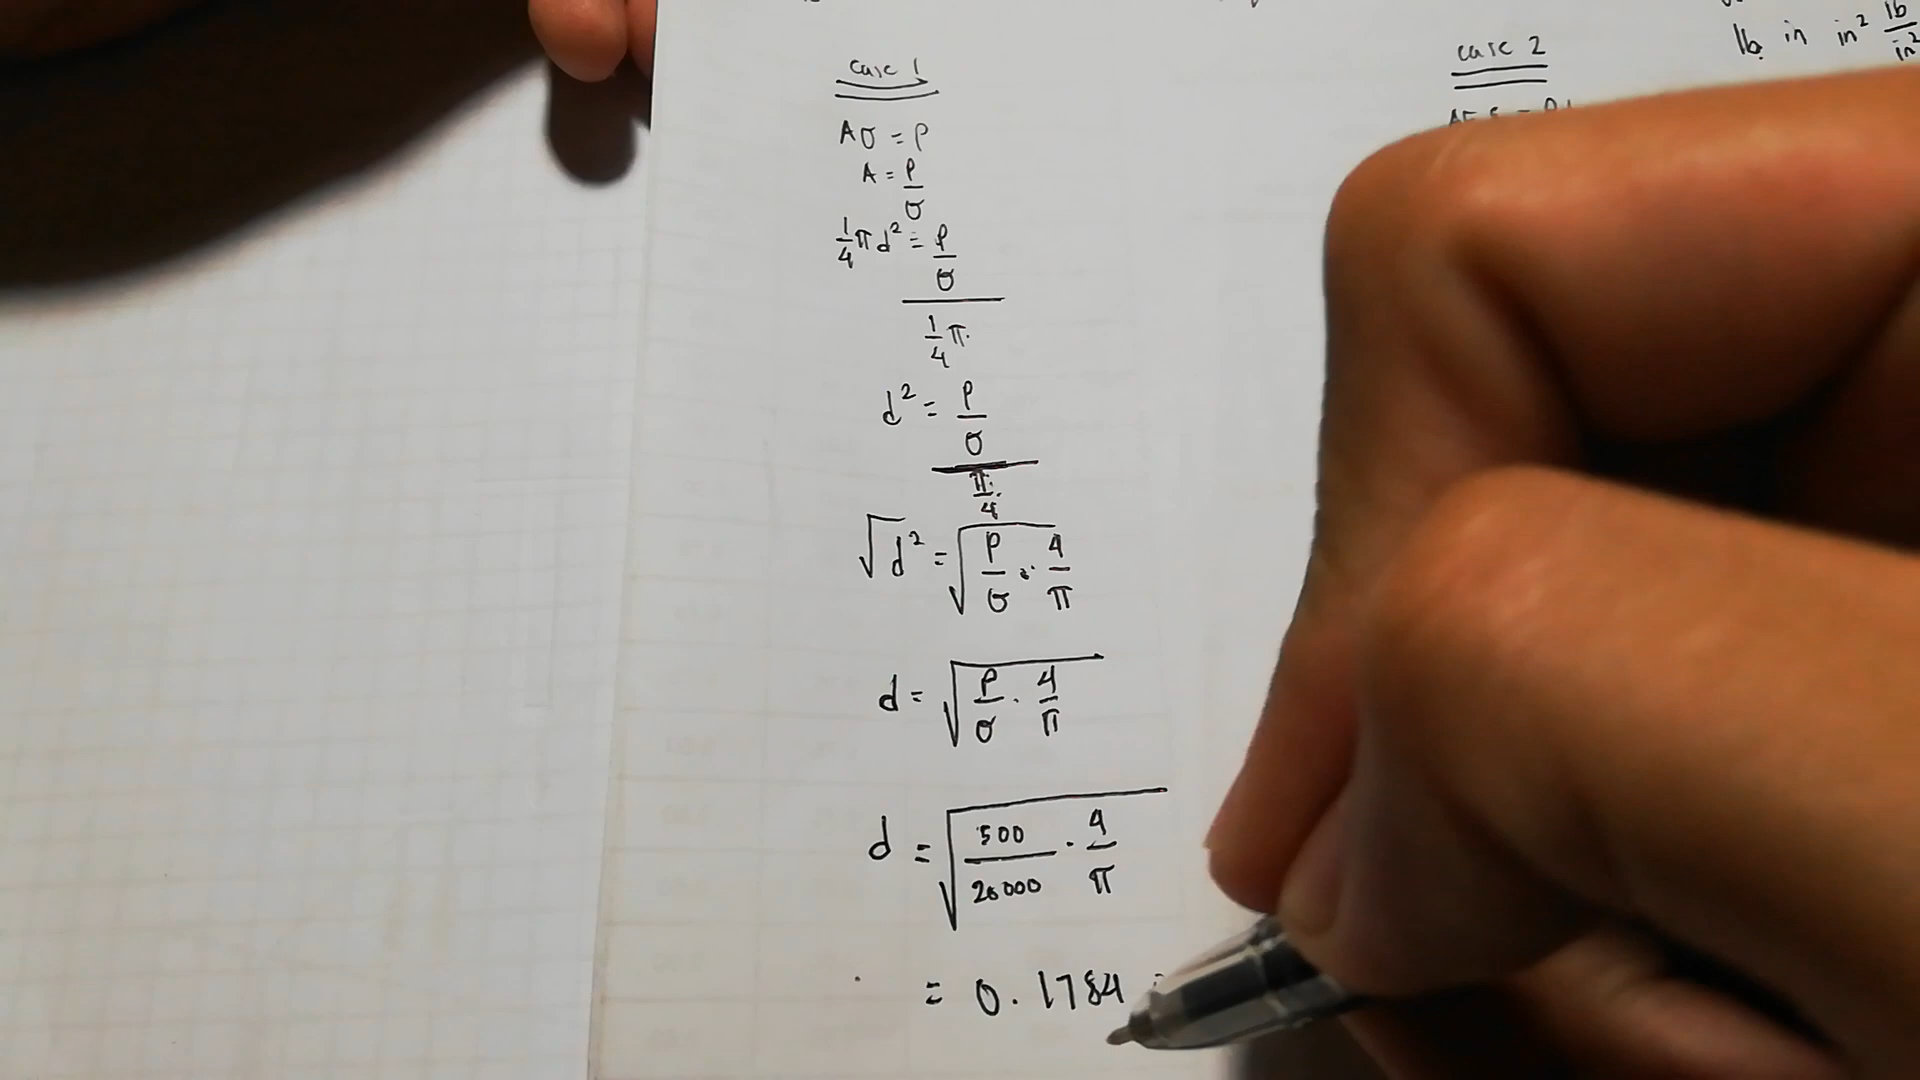 case 1
Aσ = P
A = P/σ
1/4 πd² = P/σ
1/4 π
d² = P/σ
π/4
√d² = √P/σ · 4/π
d = √P/σ · 4/π
d = √500/20000 · 4/π
= 0.1784
case 2
lb in in² lb/in²